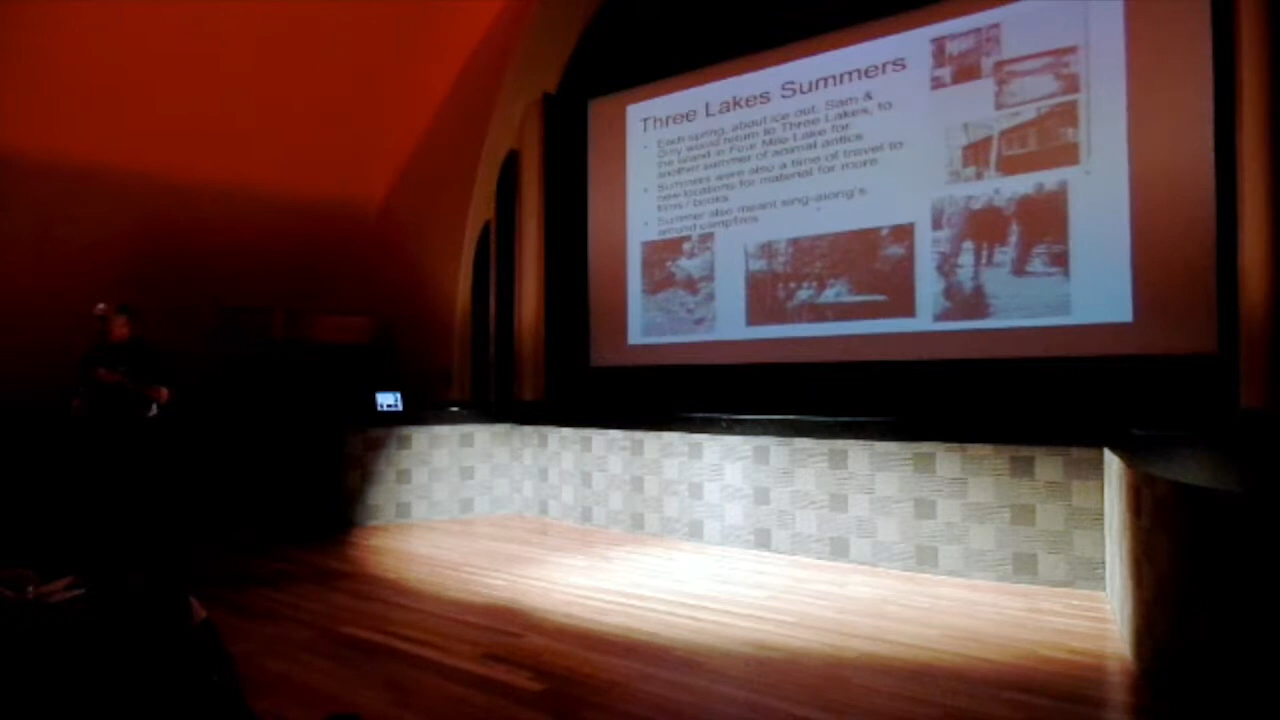 Three Lakes Summers
• Each spring, about ice out, Sam &
Dixy would return to Three Lakes, to
the island in Four Mile Lake for
another summer of animal antics
• Summers were also a time of travel to
new locations for material for more
films / books
• Summer also meant sing-along's
around campfires